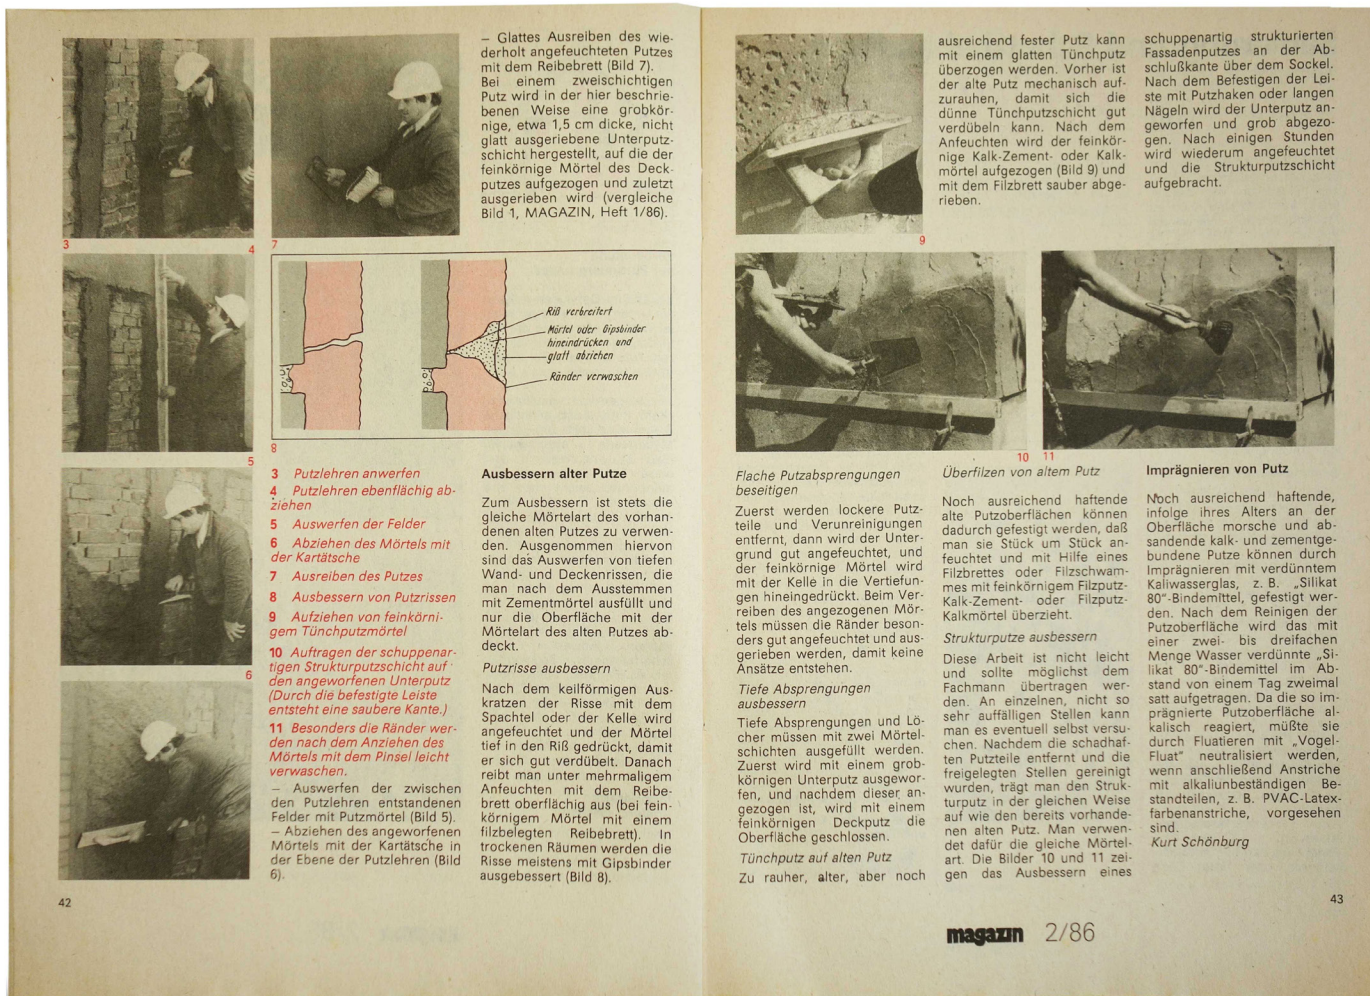 3
4
7
– Glattes Ausreiben des wie-
derholt angefeuchteten Putzes
mit dem Reibebrett (Bild 7).
Bei einem zweischichtigen
Putz wird in der hier beschrie-
benen Weise eine grobkör-
nige, etwa 1,5 cm dicke, nicht
glatt ausgeriebene Unterputz-
schicht hergestellt, auf die der
feinkörnige Mörtel des Deck-
putzes aufgezogen und zuletzt
ausgerieben wird (vergleiche
Bild 1, MAGAZIN, Heft 1/86).
Riß verbreitert
Mörtel oder Gipsbinder
hineindrücken und
glatt abziehen
Ränder verwaschen
8
5
6
3 Putzlehren anwerfen
4 Putzlehren ebenflächig ab-
ziehen
5 Auswerfen der Felder
6 Abziehen des Mörtels mit
der Kartätsche
7 Ausreiben des Putzes
8 Ausbessern von Putzrissen
9 Aufziehen von feinkörni-
gem Tünchputzmörtel
10 Auftragen der schuppenar-
tigen Strukturputzschicht auf
den angeworfenen Unterputz
(Durch die befestigte Leiste
entsteht eine saubere Kante.)
11 Besonders die Ränder wer-
den nach dem Anziehen des
Mörtels mit dem Pinsel leicht
verwaschen.
– Auswerfen der zwischen
den Putzlehren entstandenen
Felder mit Putzmörtel (Bild 5).
– Abziehen des angeworfenen
Mörtels mit der Kartätsche in
der Ebene der Putzlehren (Bild
6).
Ausbessern alter Putze
Zum Ausbessern ist stets die
gleiche Mörtelart des vorhan-
denen alten Putzes zu verwen-
den. Ausgenommen hiervon
sind das Auswerfen von tiefen
Wand- und Deckenrissen, die
man nach dem Ausstemmen
mit Zementmörtel ausfüllt und
nur die Oberfläche mit der
Mörtelart des alten Putzes ab-
deckt.
Putzrisse ausbessern
Nach dem keilförmigen Aus-
kratzen der Risse mit dem
Spachtel oder der Kelle wird
angefeuchtet und der Mörtel
tief in den Riß gedrückt, damit
er sich gut verdübelt. Danach
reibt man unter mehrmaligem
Anfeuchten mit dem Reibe-
brett oberflächig aus (bei fein-
körnigem Mörtel mit einem
filzbelegten Reibebrett). In
trockenen Räumen werden die
Risse meistens mit Gipsbinder
ausgebessert (Bild 8).
42
9
10
11
Flache Putzabsprengungen
beseitigen
Zuerst werden lockere Putz-
teile und Verunreinigungen
entfernt, dann wird der Unter-
grund gut angefeuchtet, und
der feinkörnige Mörtel wird
mit der Kelle in die Vertiefun-
gen hineingedrückt. Beim Ver-
reiben des angezogenen Mör-
tels müssen die Ränder beson-
ders gut angefeuchtet und aus-
gerieben werden, damit keine
Ansätze entstehen.
Tiefe Absprengungen
ausbessern
Tiefe Absprengungen und Lö-
cher müssen mit zwei Mörtel-
schichten ausgefüllt werden.
Zuerst wird mit einem grob-
körnigen Unterputz ausgewor-
fen, und nachdem dieser an-
gezogen ist, wird mit einem
feinkörnigen Deckputz die
Oberfläche geschlossen.
Tünchputz auf alten Putz
Zu rauher, alter, aber noch
ausreichend fester Putz kann
mit einem glatten Tünchputz
überzogen werden. Vorher ist
der alte Putz mechanisch auf-
zurauhen, damit sich die
dünne Tünchputzschicht gut
verdübeln kann. Nach dem
Anfeuchten wird der feinkör-
nige Kalk-Zement- oder Kalk-
mörtel aufgezogen (Bild 9) und
mit dem Filzbrett sauber abge-
rieben.
Überfilzen von altem Putz
Noch ausreichend haftende
alte Putzoberflächen können
dadurch gefestigt werden, daß
man sie Stück um Stück an-
feuchtet und mit Hilfe eines
Filzbrettes oder Filzschwam-
mes mit feinkörnigem Filzputz-
Kalk-Zement- oder Filzputz-
Kalkmörtel überzieht.
Strukturputze ausbessern
Diese Arbeit ist nicht leicht
und sollte möglichst dem
Fachmann übertragen wer-
den. An einzelnen, nicht so
sehr auffälligen Stellen kann
man es eventuell selbst versu-
chen. Nachdem die schadhaf-
ten Putzteile entfernt und die
freigelegten Stellen gereinigt
wurden, trägt man den Struk-
turputz in der gleichen Weise
auf wie den bereits vorhande-
nen alten Putz. Man verwen-
det dafür die gleiche Mörtel-
art. Die Bilder 10 und 11 zei-
gen das Ausbessern eines
schuppenartig strukturierten
Fassadenputzes an der Ab-
schlußkante über dem Sockel.
Nach dem Befestigen der Lei-
ste mit Putzhaken oder langen
Nägeln wird der Unterputz an-
geworfen und grob abgezo-
gen. Nach einigen Stunden
wird wiederum angefeuchtet
und die Strukturputzschicht
aufgebracht.
Imprägnieren von Putz
Noch ausreichend haftende,
infolge ihres Alters an der
Oberfläche morsche und ab-
sandende kalk- und zementge-
bundene Putze können durch
Imprägnieren mit verdünntem
Kaliwasserglas, z. B. „Silikat
80“-Bindemittel, gefestigt wer-
den. Nach dem Reinigen der
Putzoberfläche wird das mit
einer zwei- bis dreifachen
Menge Wasser verdünnte „Si-
likat 80“-Bindemittel im Ab-
stand von einem Tag zweimal
satt aufgetragen. Da die so im-
prägnierte Putzoberfläche al-
kalisch reagiert, müßte sie
durch Fluatieren mit „Vogel-
Fluat“ neutralisiert werden,
wenn anschließend Anstriche
mit alkaliunbeständigen Be-
standteilen, z. B. PVAC-Latex-
farbenanstriche, vorgesehen
sind.
Kurt Schönburg
43
magazin 2/86